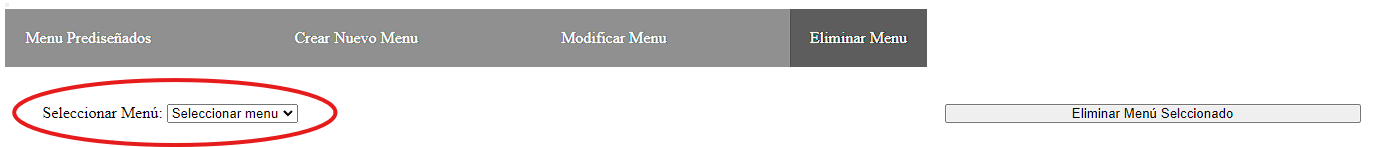 Menu Prediseñados Crear Nuevo Menu Modificar Menu Eliminar Menu
Seleccionar Menú: Seleccionar menu Eliminar Menú Selccionado